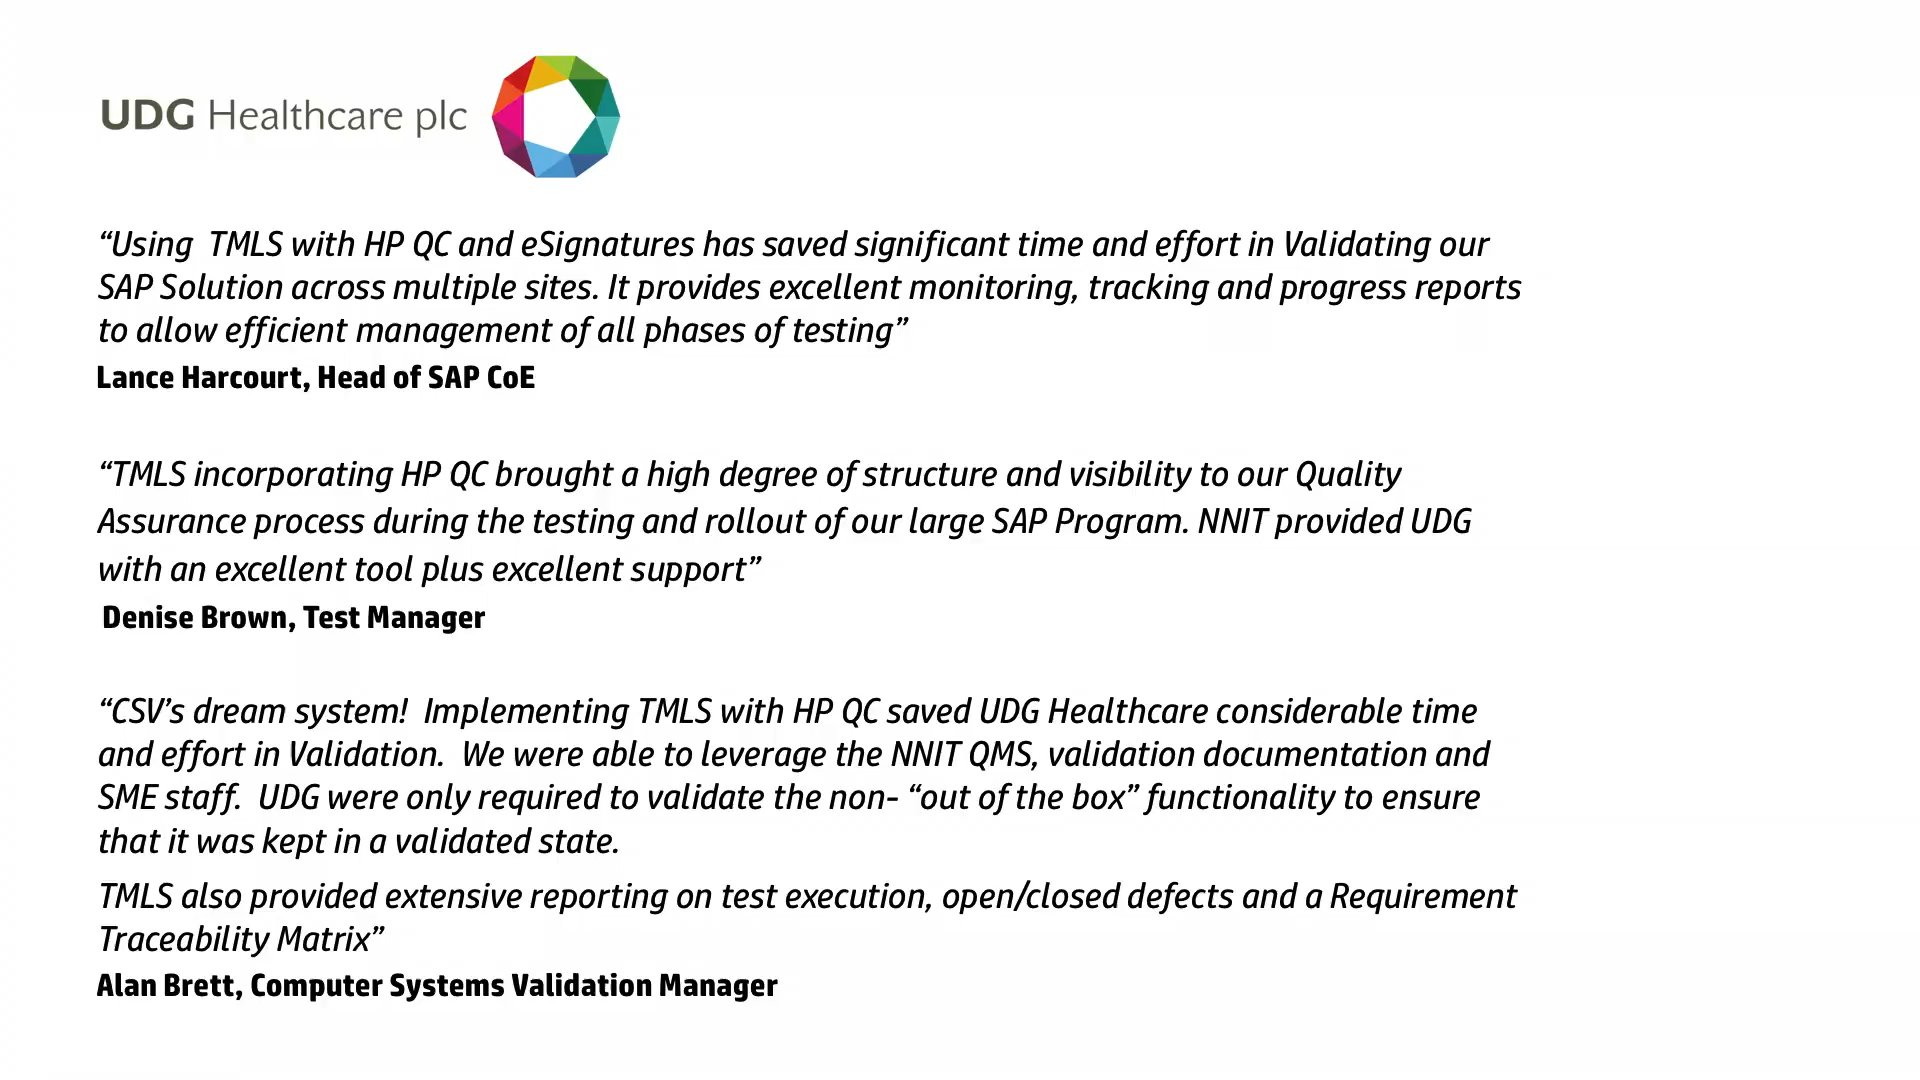 UDG Healthcare plc
“Using  TMLS with HP QC and eSignatures has saved significant time and effort in Validating our
SAP Solution across multiple sites. It provides excellent monitoring, tracking and progress reports
to allow efficient management of all phases of testing”
Lance Harcourt, Head of SAP CoE
“TMLS incorporating HP QC brought a high degree of structure and visibility to our Quality
Assurance process during the testing and rollout of our large SAP Program. NNIT provided UDG
with an excellent tool plus excellent support”
Denise Brown, Test Manager
“CSV’s dream system!  Implementing TMLS with HP QC saved UDG Healthcare considerable time
and effort in Validation.  We were able to leverage the NNIT QMS, validation documentation and
SME staff.  UDG were only required to validate the non- “out of the box” functionality to ensure
that it was kept in a validated state.
TMLS also provided extensive reporting on test execution, open/closed defects and a Requirement
Traceability Matrix”
Alan Brett, Computer Systems Validation Manager